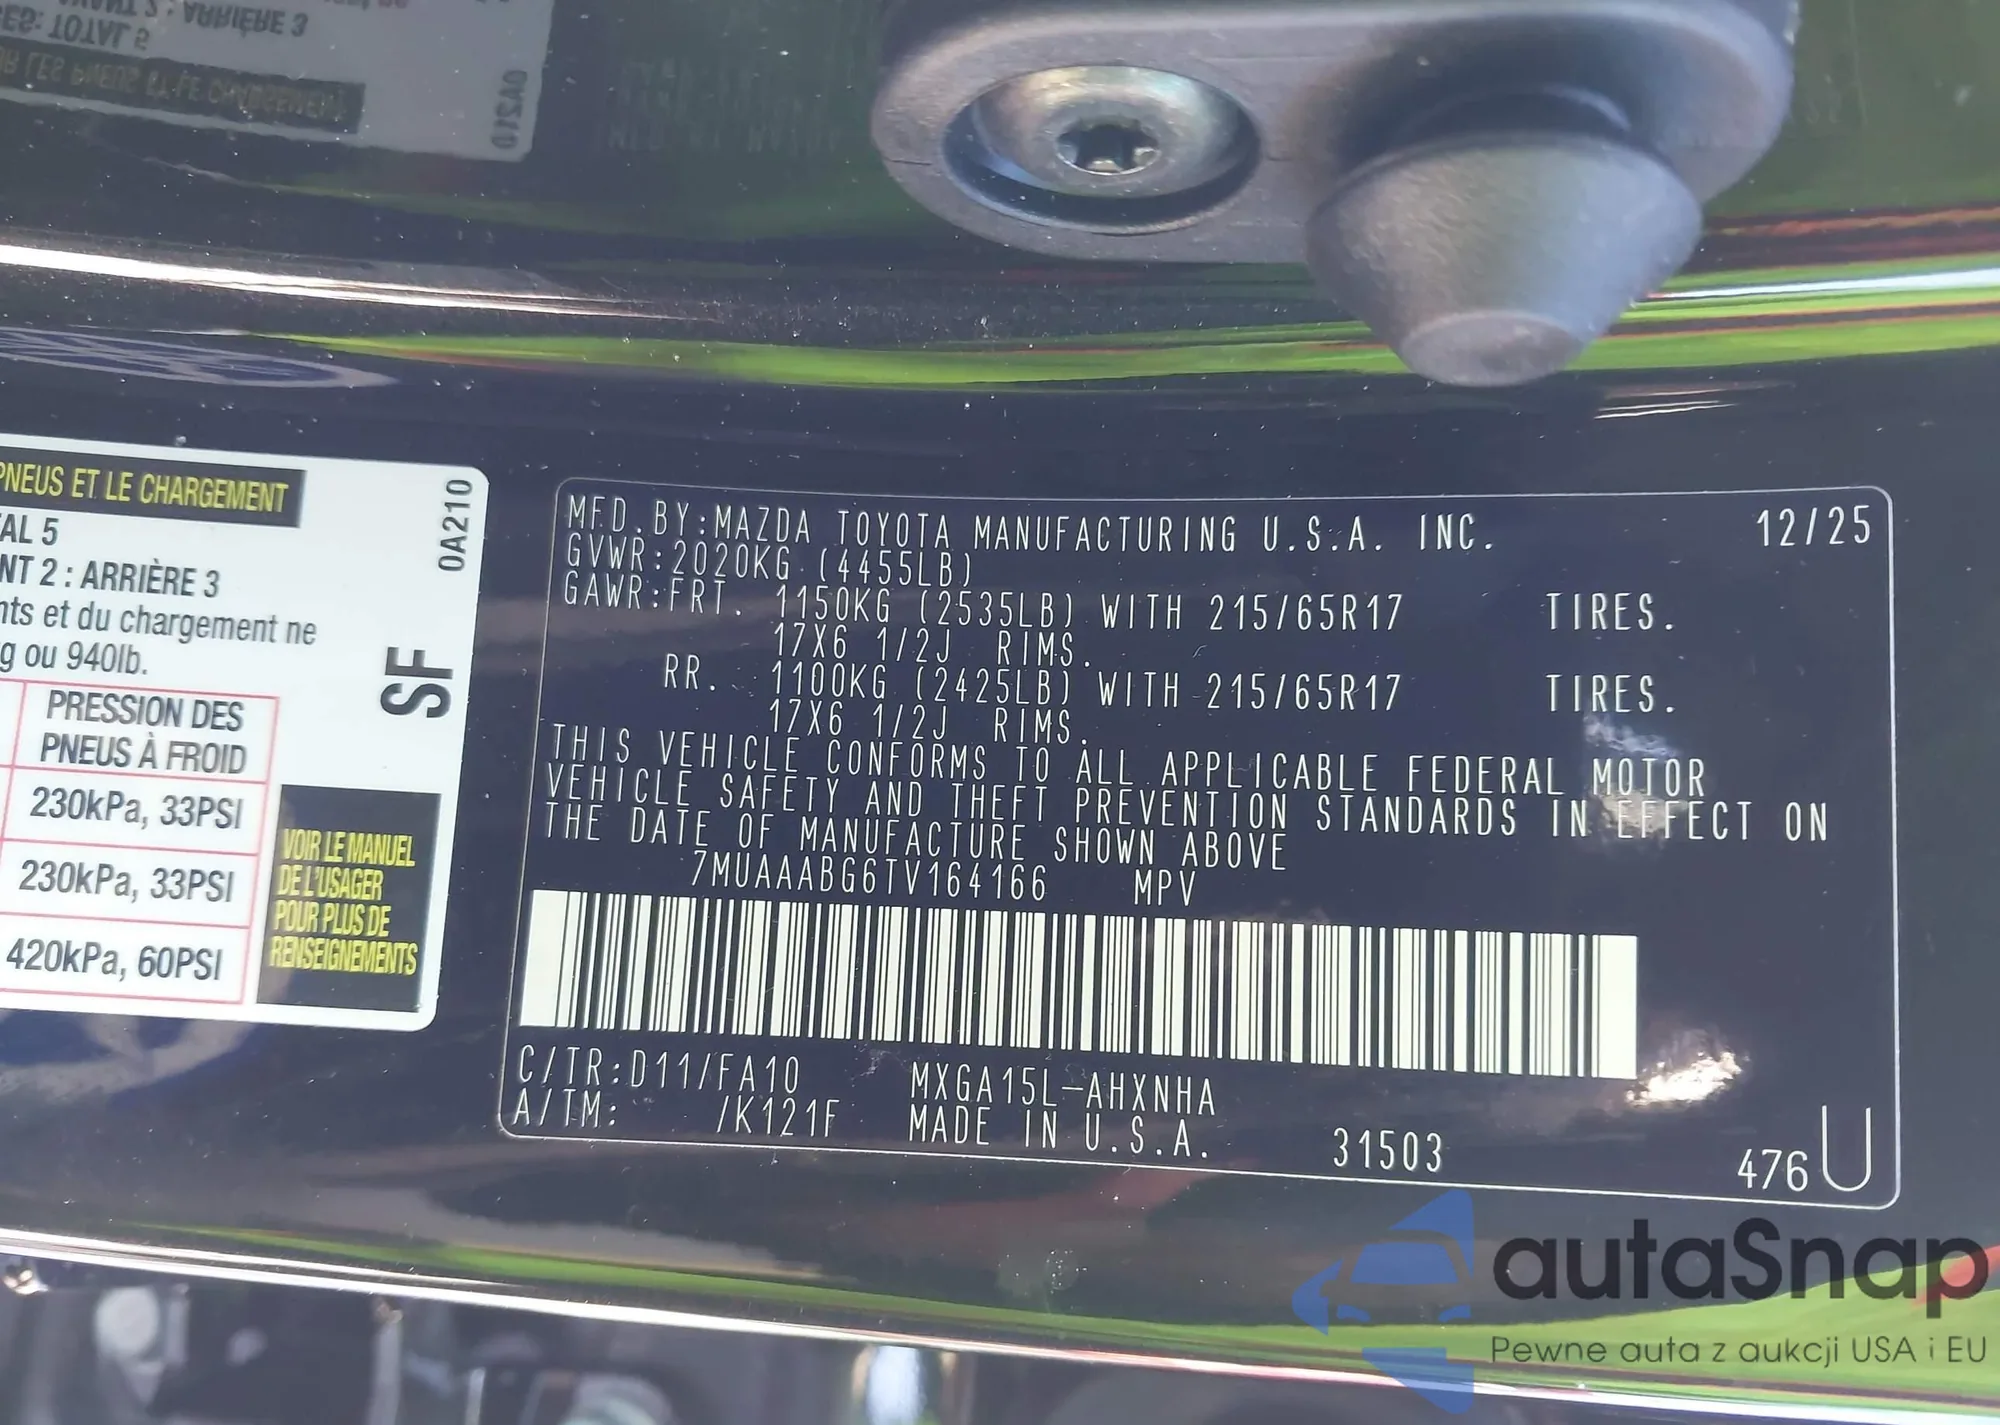 PNEUS ET LE CHARGEMENT
0A210
AL 5
NT 2 : ARRIÈRE 3
nts et du chargement ne
g ou 940lb.
SF
PRESSION DES
PNEUS À FROID
230kPa, 33PSI
230kPa, 33PSI
420kPa, 60PSI
VOIR LE MANUEL
DE L'USAGER
POUR PLUS DE
RENSEIGNEMENTS
MFD.BY:MAZDA TOYOTA MANUFACTURING U.S.A. INC. 12/25
GVWR:2020KG (4455LB)
GAWR:FRT. 1150KG (2535LB) WITH 215/65R17 TIRES.
17X6 1/2J RIMS.
RR. 1100KG (2425LB) WITH 215/65R17 TIRES.
17X6 1/2J RIMS.
THIS VEHICLE CONFORMS TO ALL APPLICABLE FEDERAL MOTOR
VEHICLE SAFETY AND THEFT PREVENTION STANDARDS IN EFFECT ON
THE DATE OF MANUFACTURE SHOWN ABOVE
7MUAAABG6TV164166 MPV
C/TR:D11/FA10 MXGA15L-AHXNHA
A/TM: /K121F MADE IN U.S.A. 31503 476 U
autaSnap
Pewne auta z aukcji USA i EU